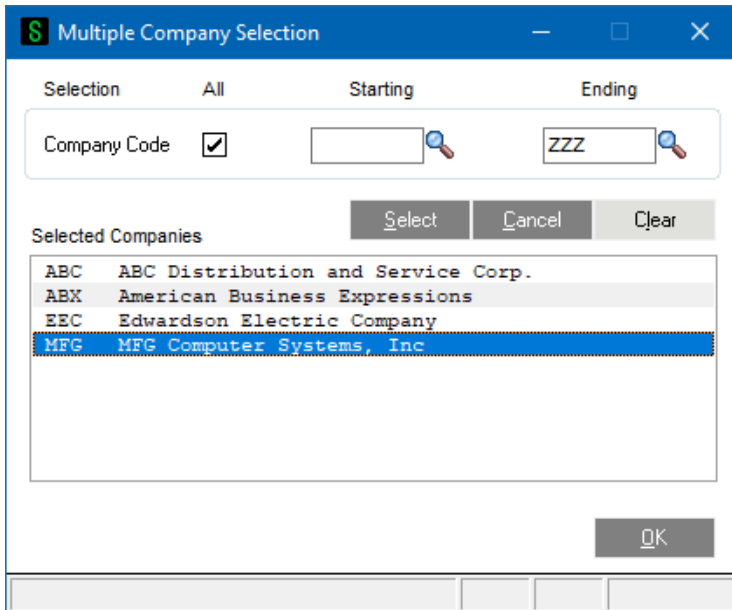 S Multiple Company Selection
Selection All Starting Ending
Company Code ZZZ
Select Cancel Clear
Selected Companies
ABC ABC Distribution and Service Corp.
ABX American Business Expressions
EEC Edwardson Electric Company
MFG MFG Computer Systems, Inc
OK